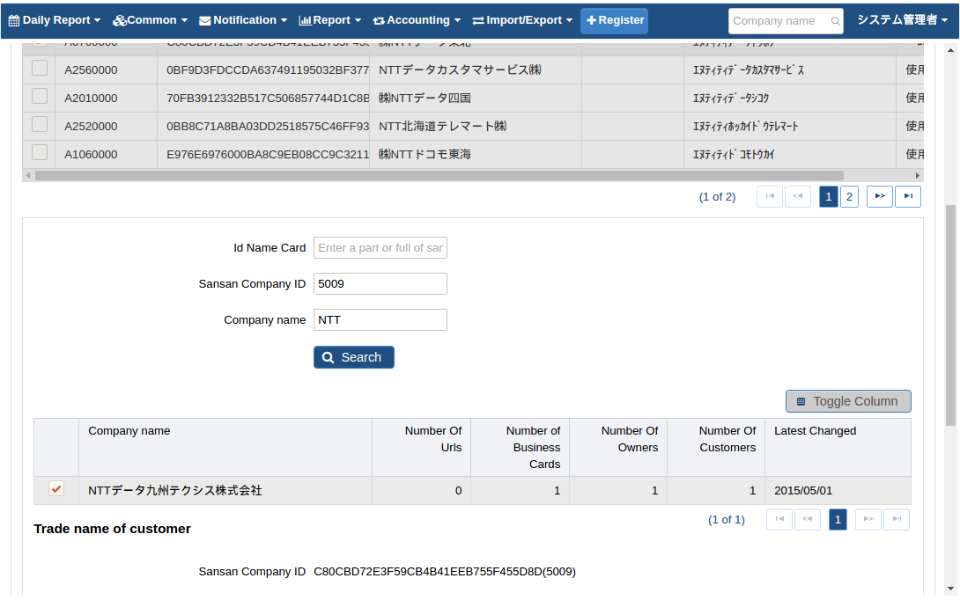 Daily Report Common Notification Report Accounting Import/Export Register Company name システム管理者
A2560000 0BF9D3FDCCDA637491195032BF377 NTTデータカスタマサービス㈱ ｴﾇﾃｨﾃｨﾃﾞｰﾀｶｽﾀﾏｻｰﾋﾞｽ 使用
A2010000 70FB3912332B517C506857744D1C8B ㈱NTTデータ四国 ｴﾇﾃｨﾃｨﾃﾞｰﾀｼｺｸ 使用
A2520000 0BB8C71A8BA03DD2518575C46FF93 NTT北海道テレマート㈱ ｴﾇﾃｨﾃｨﾎｯｶｲﾄﾞｳﾃﾚﾏｰﾄ 使用
A1060000 E976E6976000BA8C9EB08CC9C3211 ㈱NTTドコモ東海 ｴﾇﾃｨﾃｨﾄﾞｺﾓﾄｳｶｲ 使用
(1 of 2) 1 2
Id Name Card Enter a part or full of sar
Sansan Company ID 5009
Company name NTT
Search
Toggle Column
Company name Number Of Urls Number of Business Cards Number Of Owners Number Of Customers Latest Changed
NTTデータ九州テクシス株式会社 0 1 1 1 2015/05/01
(1 of 1) 1
Trade name of customer
Sansan Company ID C80CBD72E3F59CB4B41EEB755F455D8D(5009)